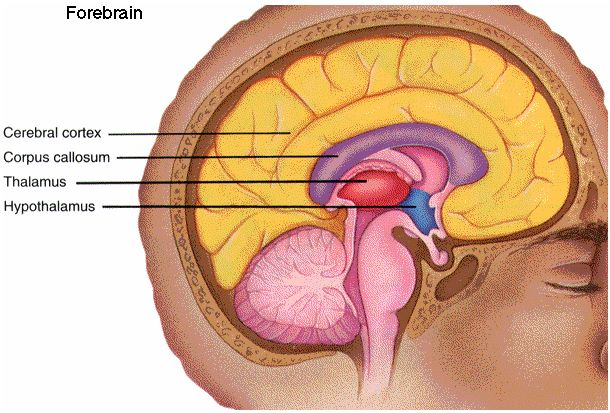 Forebrain
Cerebral cortex
Corpus callosum
Thalamus
Hypothalamus